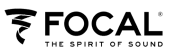 FOCAL®
THE SPIRIT OF SOUND